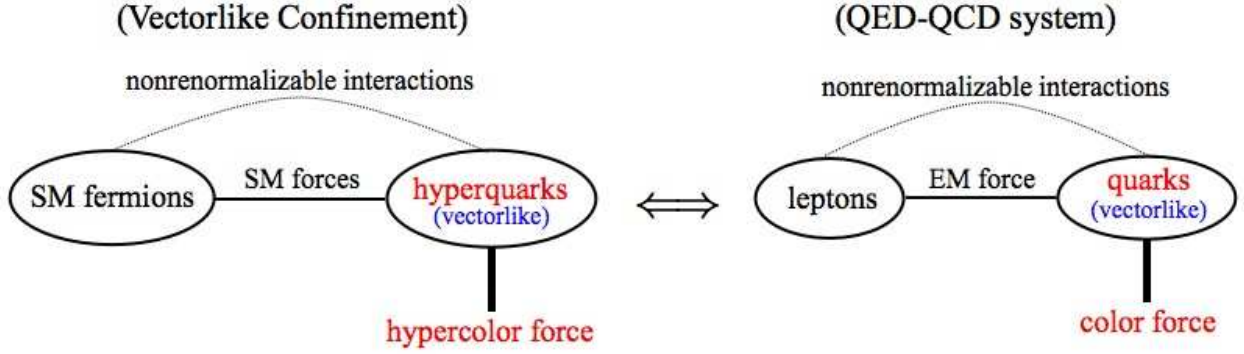 (Vectorlike Confinement)
nonrenormalizable interactions
SM fermions
SM forces
hyperquarks
(vectorlike)
hypercolor force
(QED-QCD system)
nonrenormalizable interactions
leptons
EM force
quarks
(vectorlike)
color force